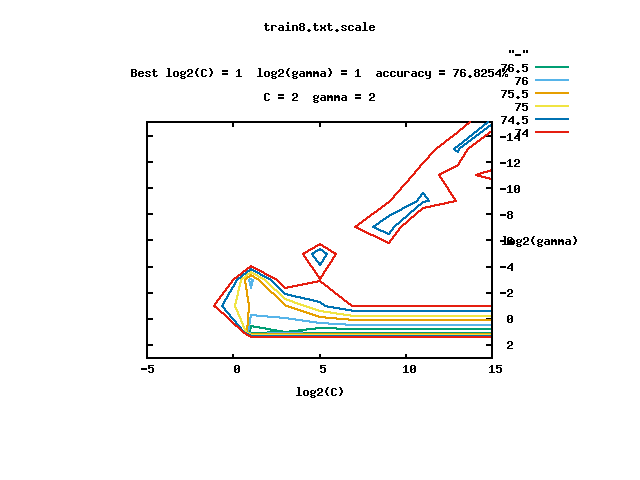 train8.txt.scale
"-"
Best log2(C) = 1  log2(gamma) = 1  accuracy = 76.8254%
76.5
76
75.5
C = 2  gamma = 2
75
74.5
74
-14
-12
-10
-8
-6
log2(gamma)
-4
-2
0
2
-5 0 5 10 15
log2(C)